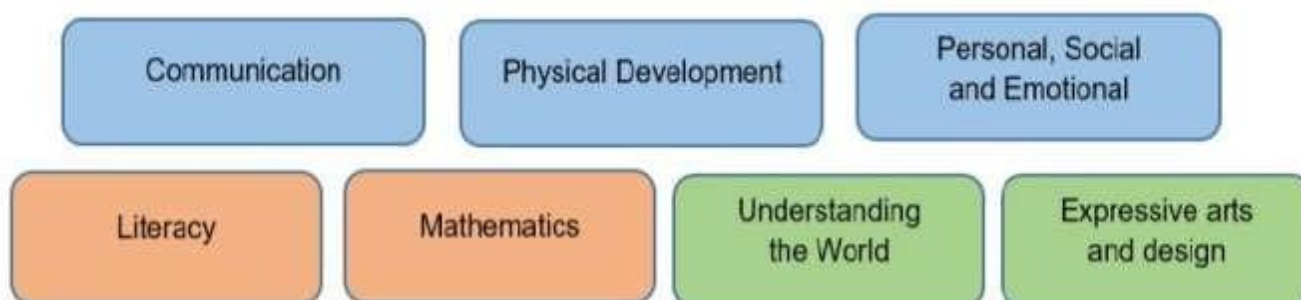 Communication
Physical Development
Personal, Social
and Emotional
Literacy
Mathematics
Understanding
the World
Expressive arts
and design